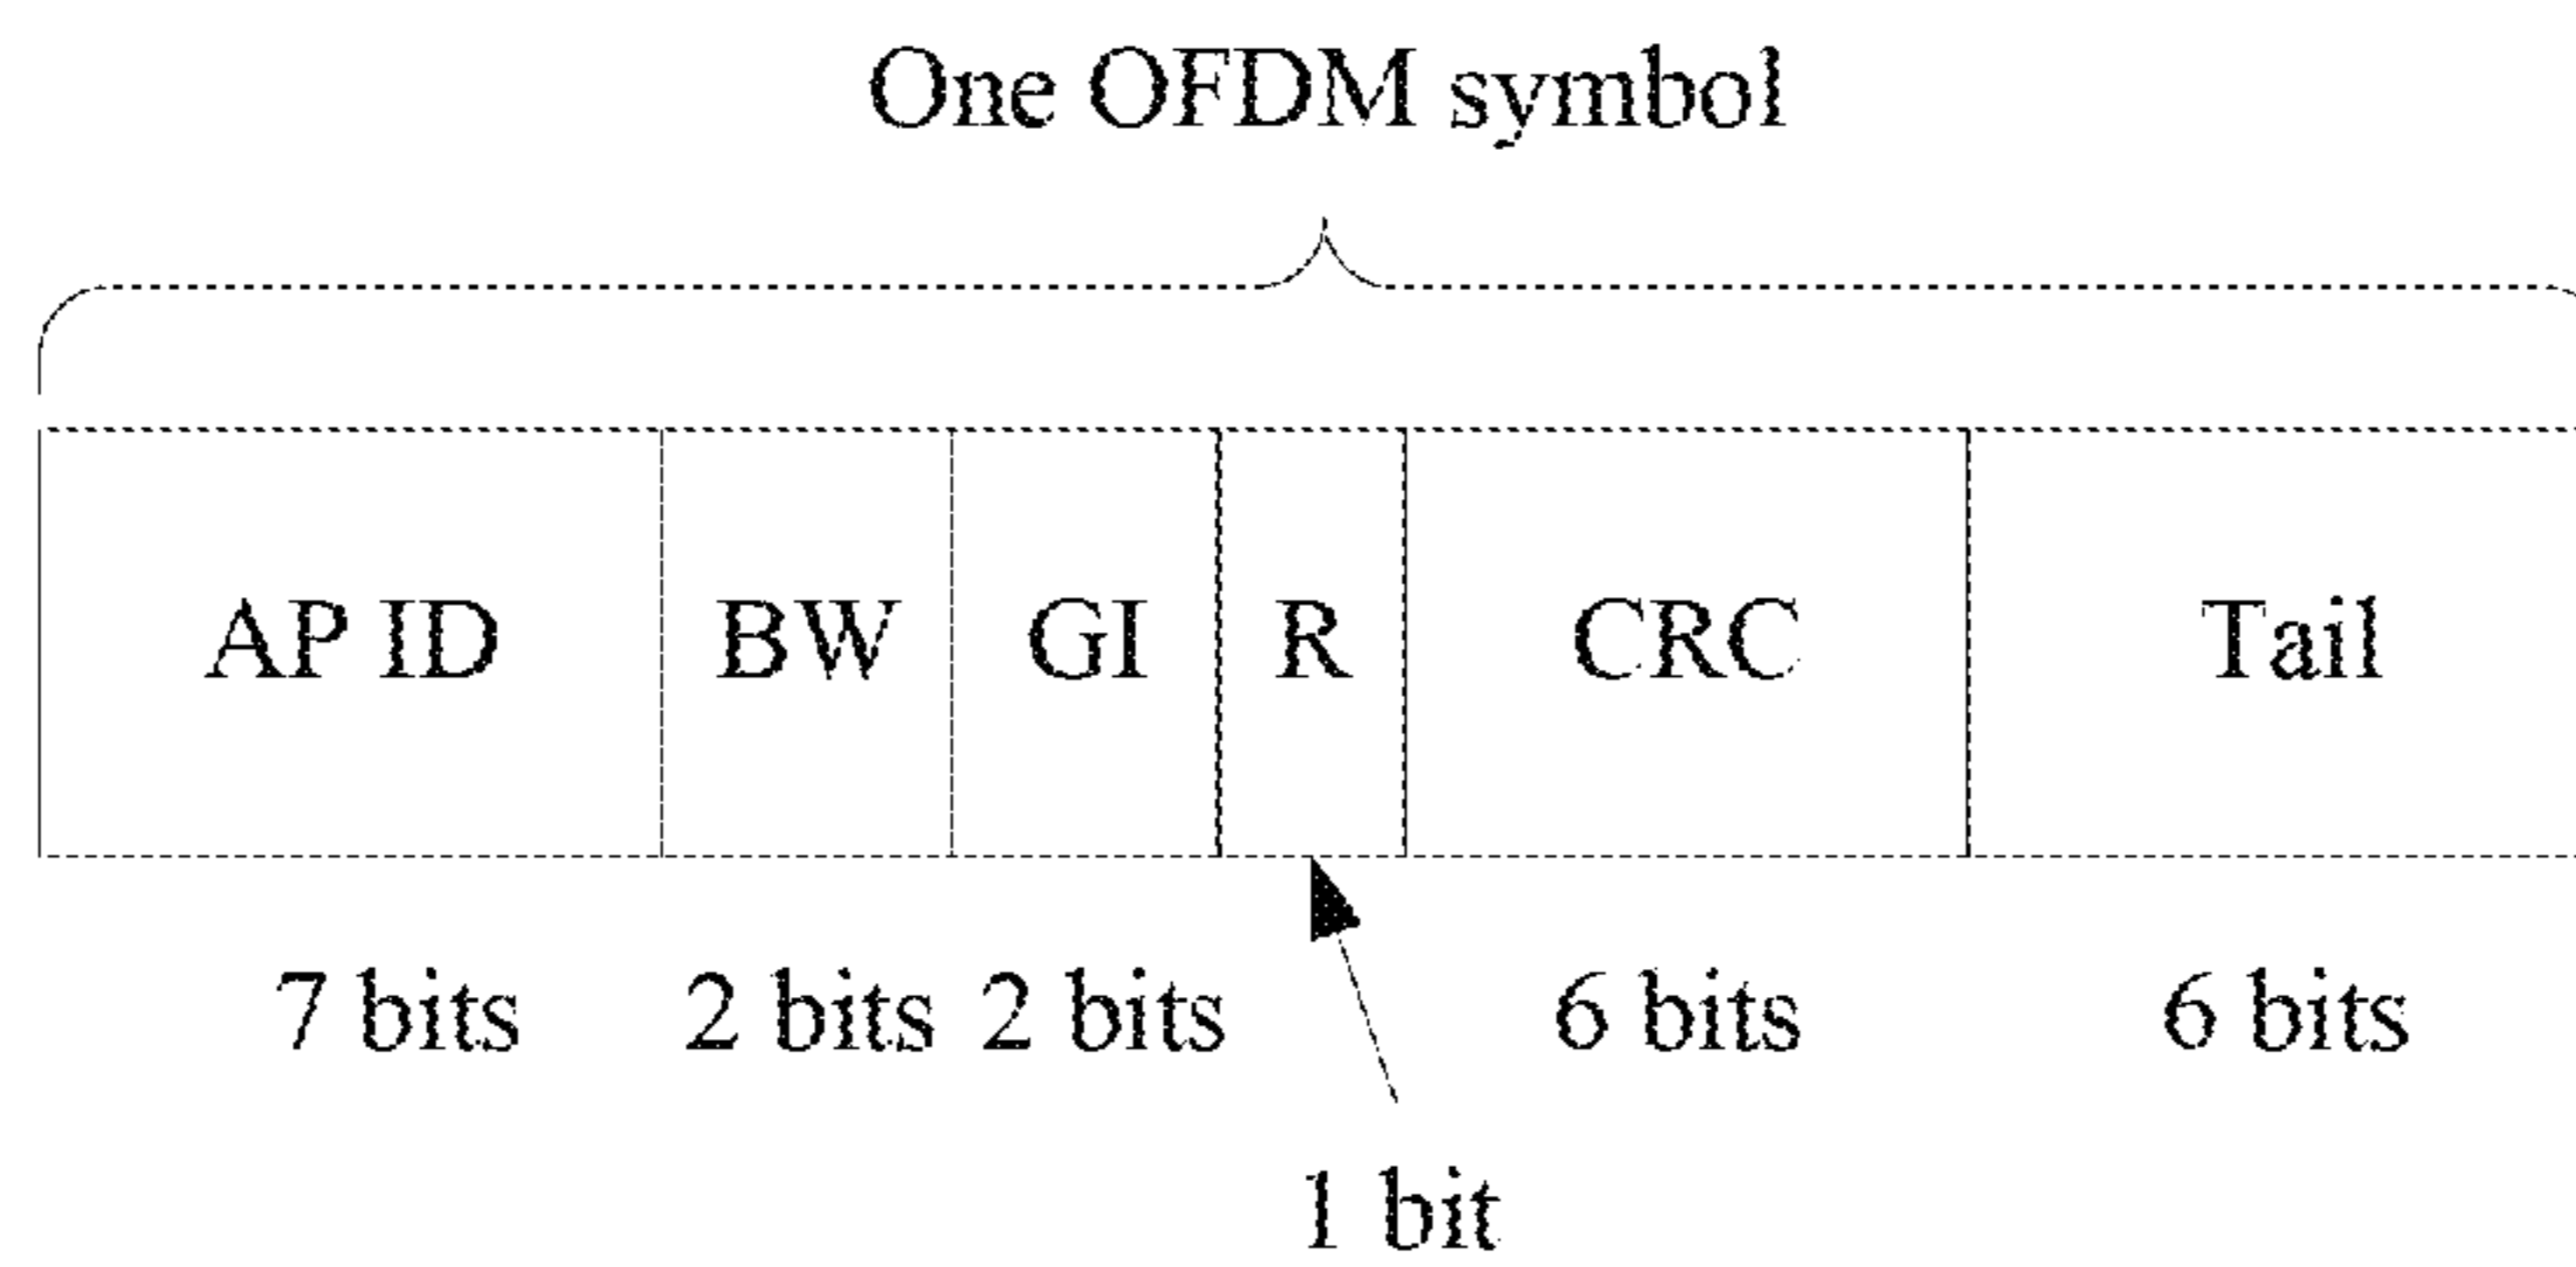 One OFDM symbol
AP ID BW GI R CRC Tail
7 bits 2 bits 2 bits 6 bits 6 bits
1 bit